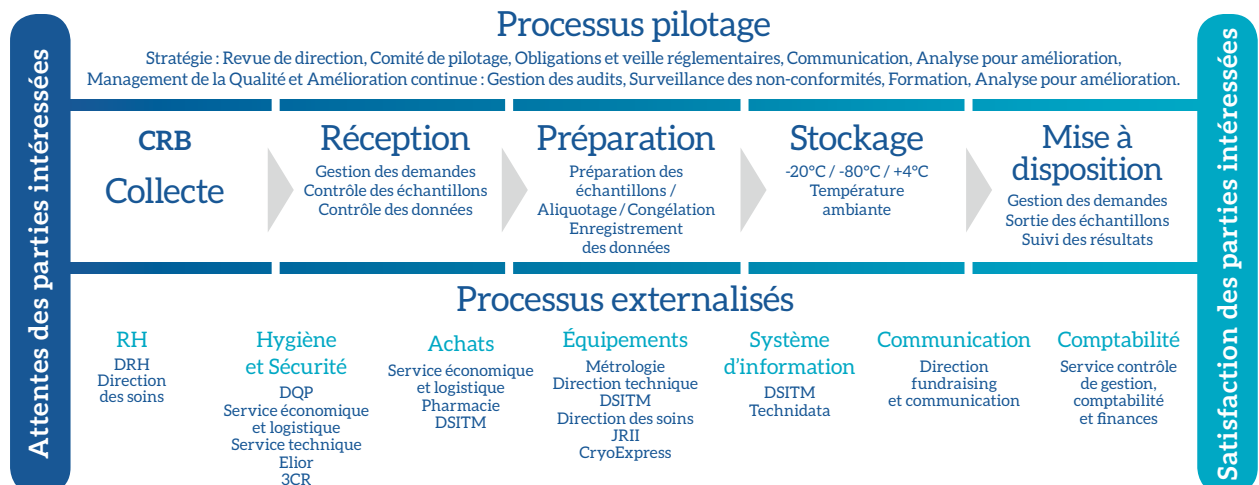 Attentes des parties intéressées
Processus pilotage
Stratégie : Revue de direction, Comité de pilotage, Obligations et veille réglementaires, Communication, Analyse pour amélioration,
Management de la Qualité et Amélioration continue : Gestion des audits, Surveillance des non-conformités, Formation, Analyse pour amélioration.
CRB
Collecte
Réception
Gestion des demandes
Contrôle des échantillons
Contrôle des données
Préparation
Préparation des
échantillons /
Aliquotage / Congélation
Enregistrement
des données
Stockage
-20°C / -80°C / +4°C
Température
ambiante
Mise à
disposition
Gestion des demandes
Sortie des échantillons
Suivi des résultats
Processus externalisés
RH
DRH
Direction
des soins
Hygiène
et Sécurité
DQP
Service économique
et logistique
Service technique
Elior
3CR
Achats
Service économique
et logistique
Pharmacie
DSITM
Équipements
Métrologie
Direction technique
DSITM
Direction des soins
JRII
CryoExpress
Système
d'information
DSITM
Technidata
Communication
Direction
fundraising
et communication
Comptabilité
Service contrôle
de gestion,
comptabilité
et finances
Satisfaction des parties intéressées